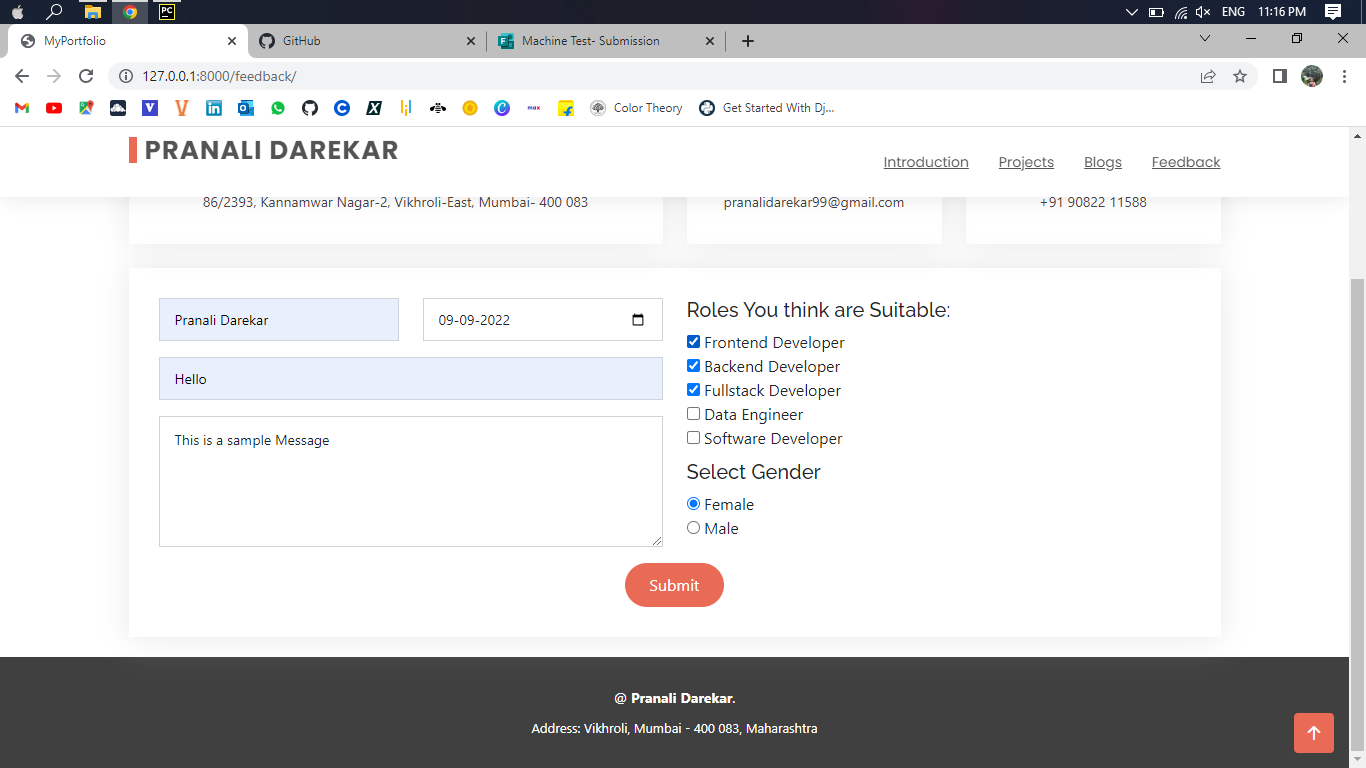 PC
ENG 11:16 PM
MyPortfolio
GitHub
Machine Test- Submission
127.0.0.1:8000/feedback/
max
Color Theory
Get Started With Dj...
PRANALI DAREKAR
Introduction
Projects
Blogs
Feedback
86/2393, Kannamwar Nagar-2, Vikhroli-East, Mumbai- 400 083
pranalidarekar99@gmail.com
+91 90822 11588
Pranali Darekar
09-09-2022
Hello
This is a sample Message
Roles You think are Suitable:
Frontend Developer
Backend Developer
Fullstack Developer
Data Engineer
Software Developer
Select Gender
Female
Male
Submit
@ Pranali Darekar.
Address: Vikhroli, Mumbai - 400 083, Maharashtra